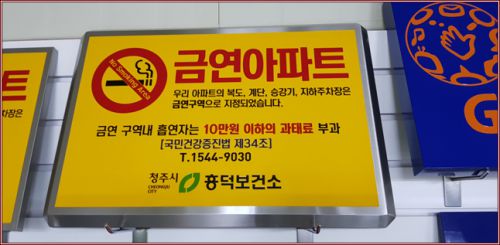 금연아파트
No Smoking Area
우리 아파트의 복도, 계단, 승강기, 지하주차장은
금연구역으로 지정되었습니다.
금연 구역내 흡연자는 10만원 이하의 과태료 부과
[국민건강증진법 제34조]
T.1544-9030
청주시
CHEONGJU
CITY
흥덕보건소
트
차장은
G